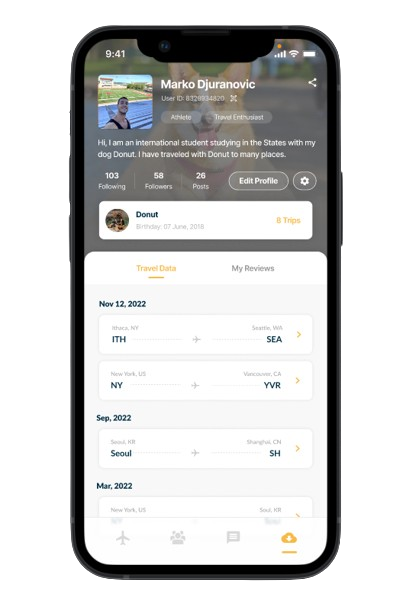 9:41
Marko Djuranovic
User ID: 8328934820
Athlete Travel Enthusiast
Hi, I am an international student studying in the States with my
dog Donut. I have traveled with Donut to many places.
103 58 26
Following Followers Posts
Edit Profile
Donut
Birthday: 07 June, 2018
8 Trips
Travel Data My Reviews
Nov 12, 2022
Ithaca, NY Seattle, WA
ITH SEA
New York, US Vancouver, CA
NY YVR
Sep, 2022
Seoul, KR Shanghai, CN
Seoul SH
Mar, 2022
New York, US Soul, KR